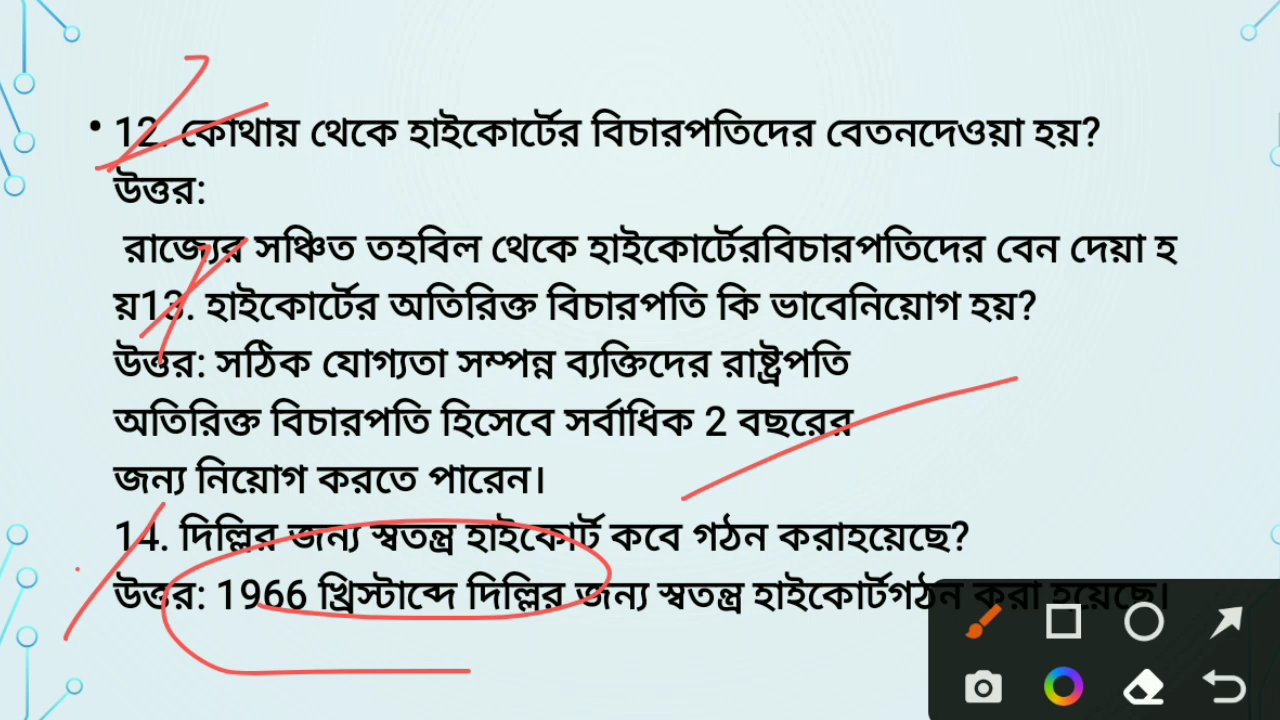 • 12. কোথায় থেকে হাইকোর্টের বিচারপতিদের বেতনদেওয়া হয়?
উত্তর:
রাজ্যের সঞ্চিত তহবিল থেকে হাইকোর্টেরবিচারপতিদের বেন দেয়া হ
য়13. হাইকোর্টের অতিরিক্ত বিচারপতি কি ভাবেনিয়োগ হয়?
উত্তর: সঠিক যোগ্যতা সম্পন্ন ব্যক্তিদের রাষ্ট্রপতি
অতিরিক্ত বিচারপতি হিসেবে সর্বাধিক 2 বছরের
জন্য নিয়োগ করতে পারেন।
14. দিল্লির জন্য স্বতন্ত্র হাইকোর্ট কবে গঠন করাহয়েছে?
উত্তর: 1966 খ্রিস্টাব্দে দিল্লির জন্য স্বতন্ত্র হাইকোর্টগঠন করা হয়েছে।